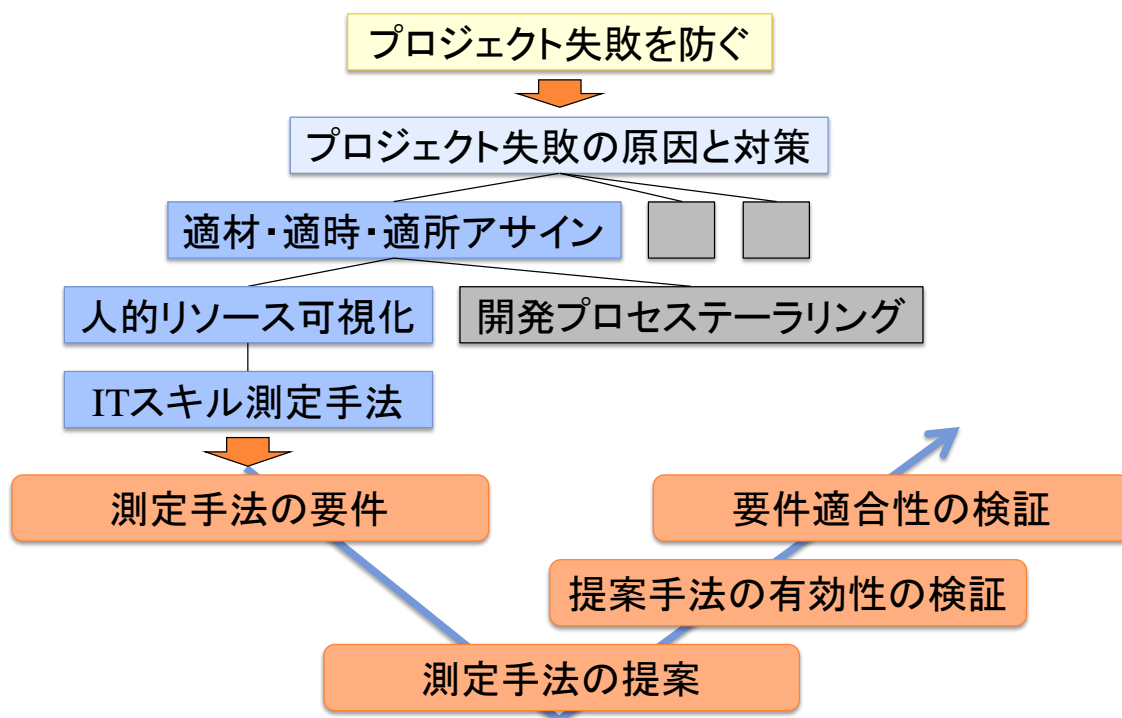 プロジェクト失敗を防ぐ
プロジェクト失敗の原因と対策
適材・適時・適所アサイン
人的リソース可視化
開発プロセステーラリング
ITスキル測定手法
測定手法の要件
要件適合性の検証
提案手法の有効性の検証
測定手法の提案